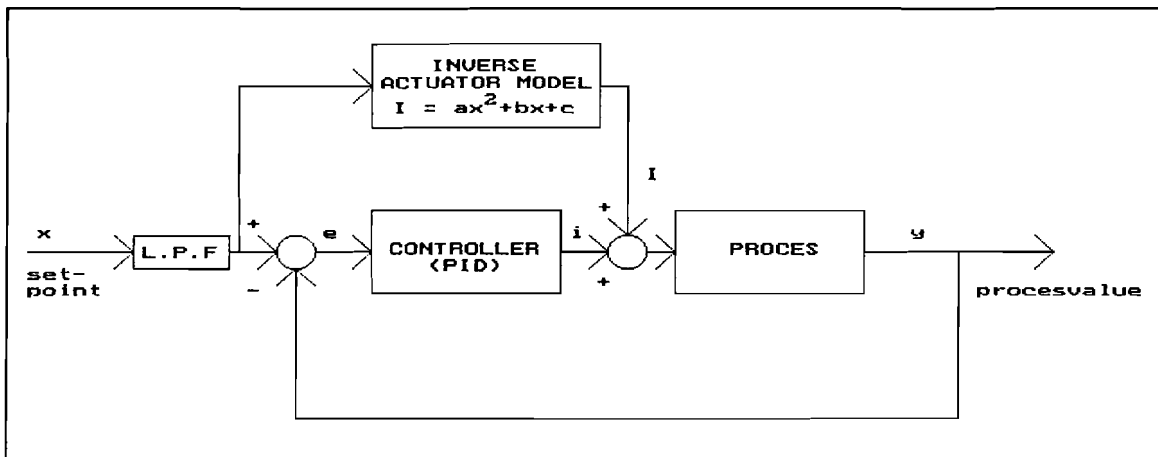 INVERSE
ACTUATOR MODEL
I = ax²+bx+c
I
x
L.P.F
+
-
e
CONTROLLER
(PID)
i
+
+
PROCES
y
set-
point
procesvalue